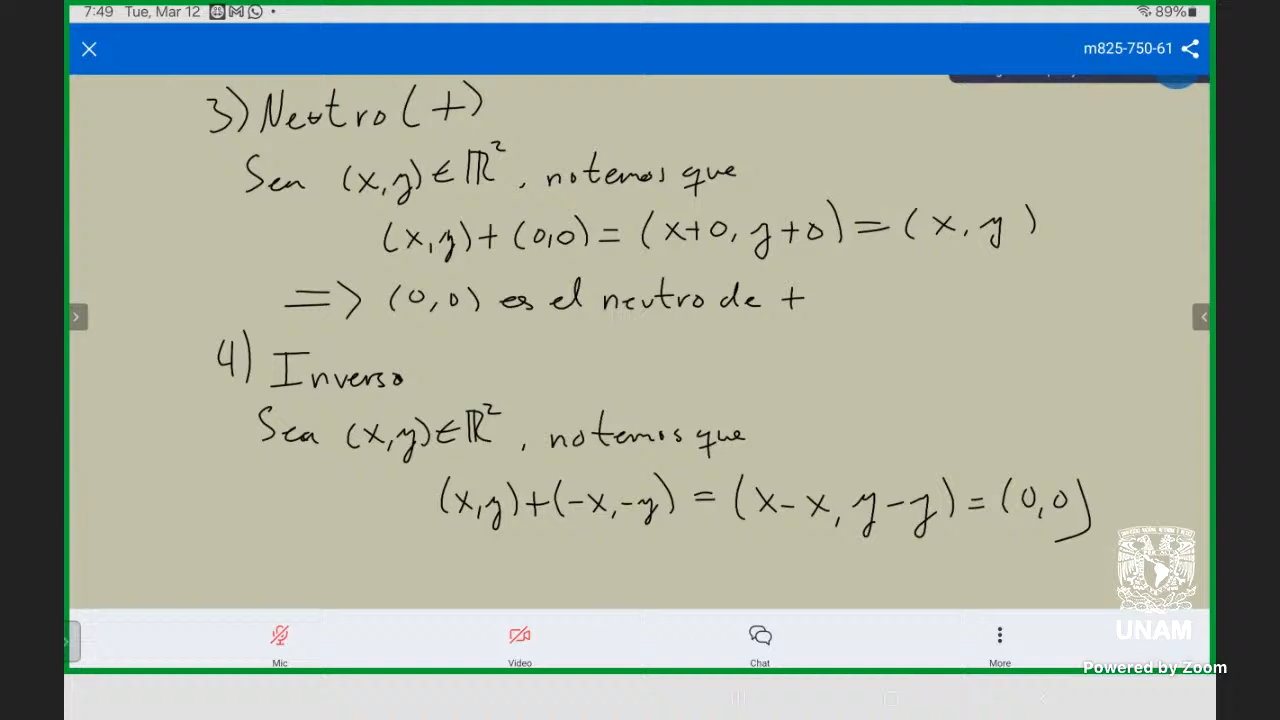 7:49 Tue, Mar 12
89%
m825-750-61
3) Neutro (+)
Sea (x,y)∈ℝ², notemos que
(x,y)+(0,0)=(x+0, y+0)=(x,y)
=> (0,0) es el neutro de +
4) Inverso
Sea (x,y)∈ℝ², notemos que
(x,y)+(-x,-y) = (x-x, y-y)=(0,0)
UNAM
Mic Video Chat More
Powered by Zoom